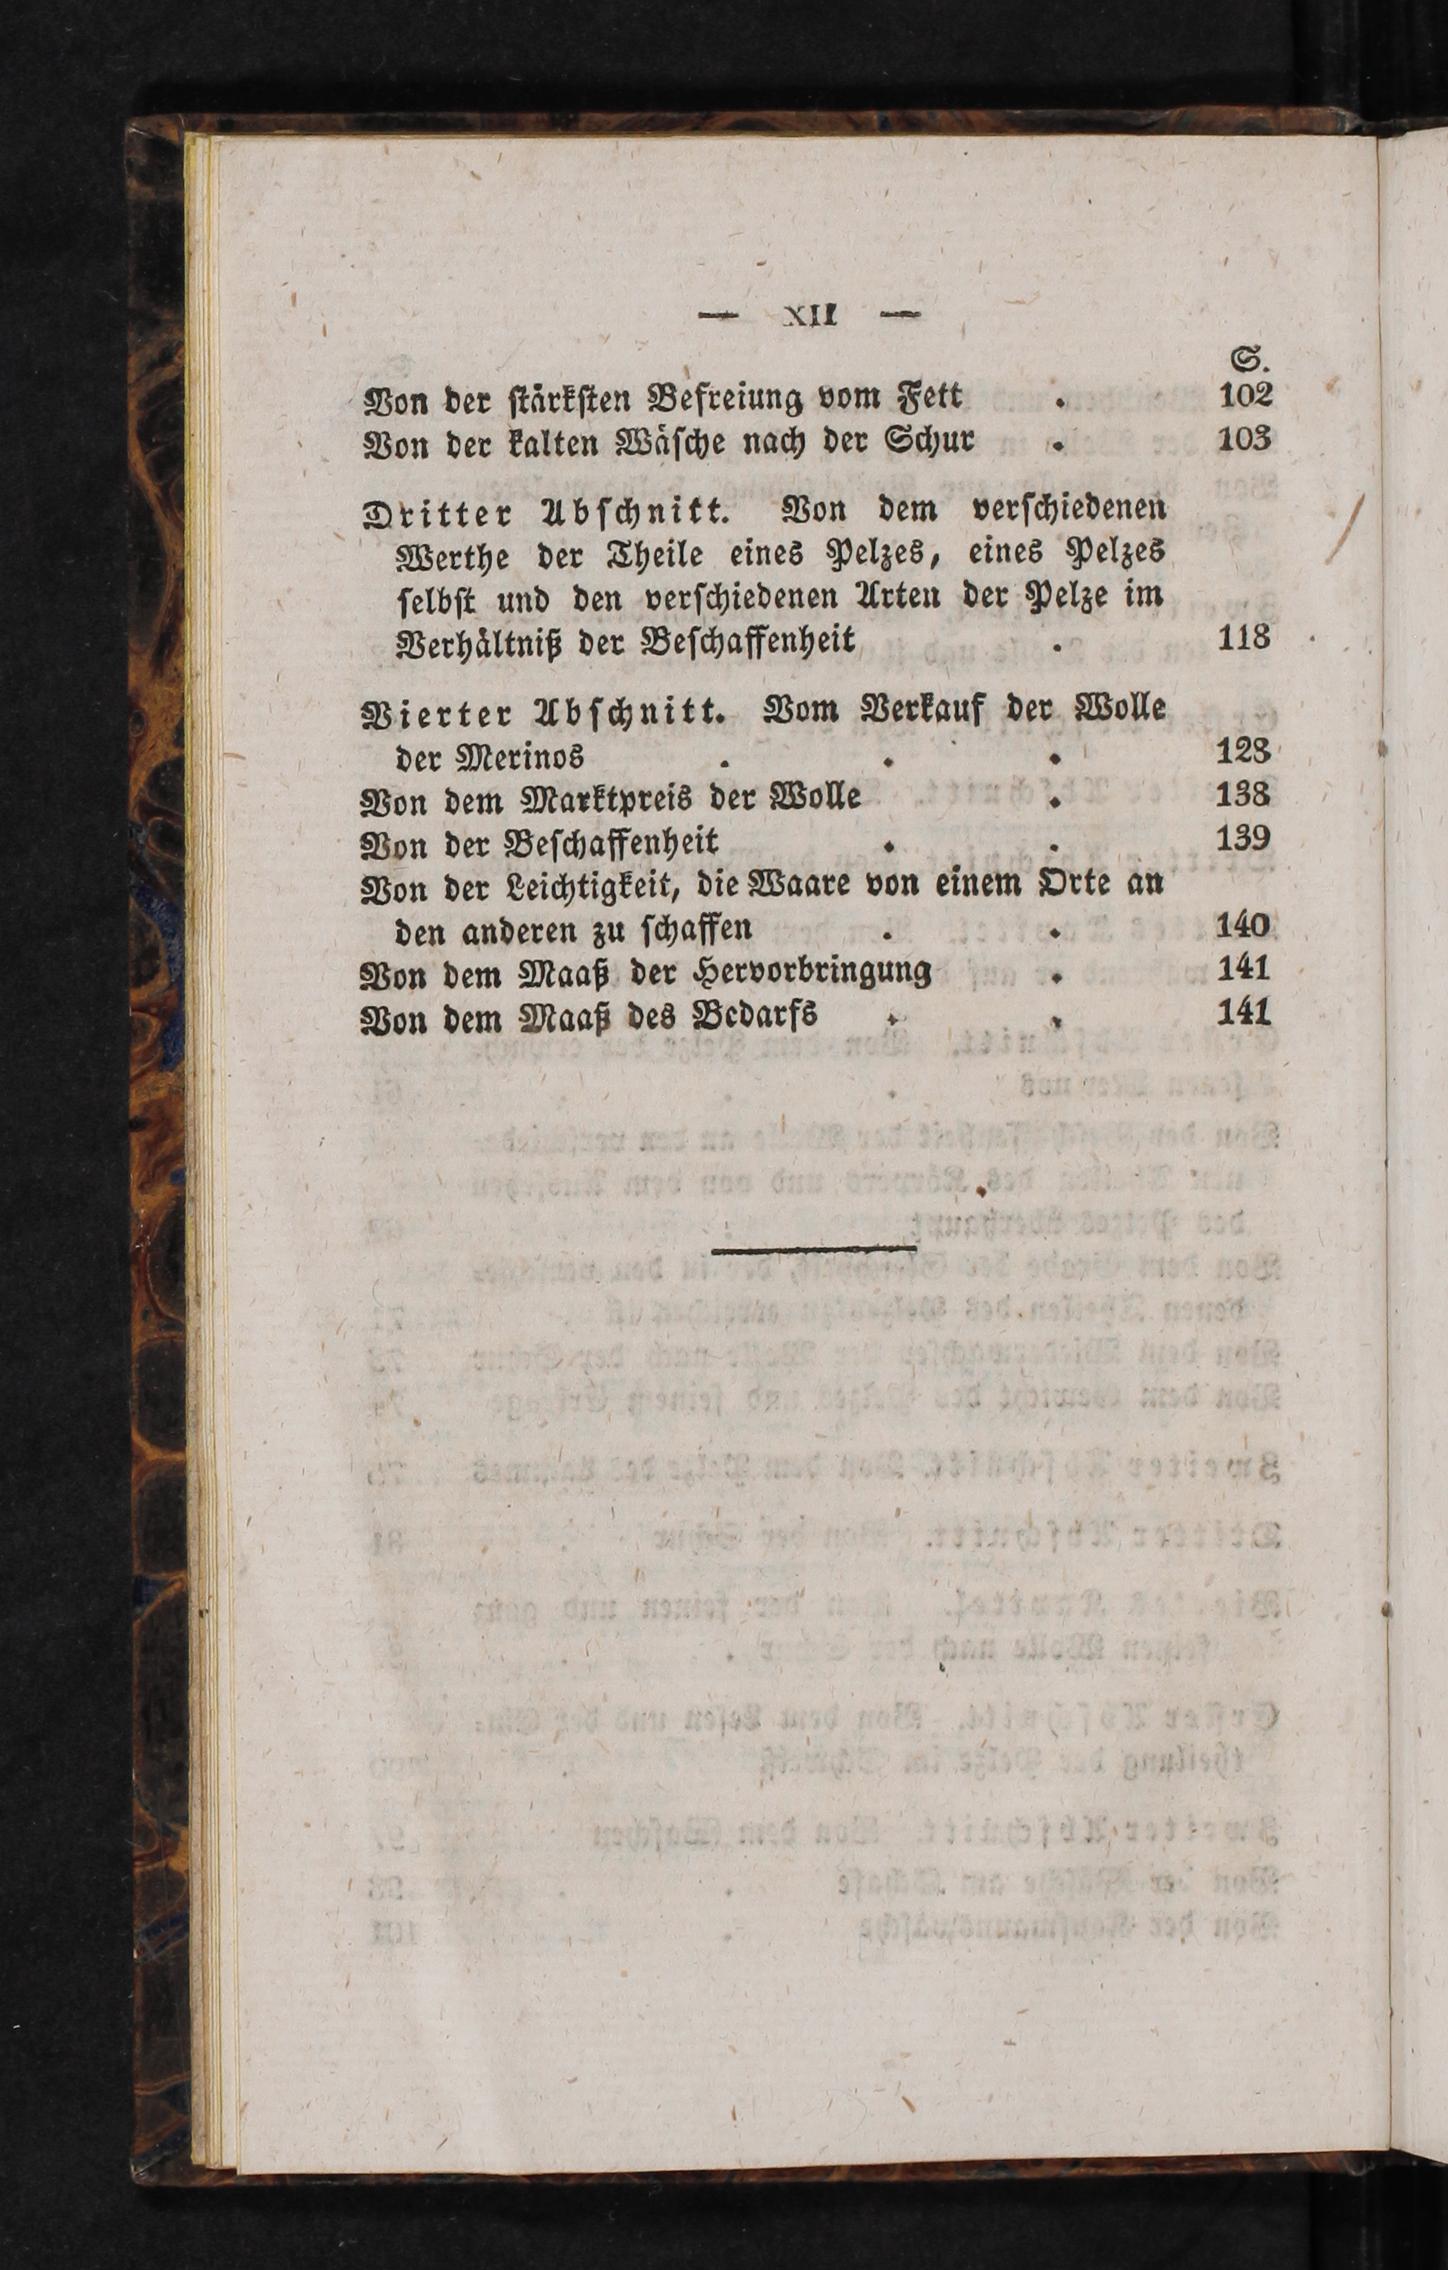 — XII —
S.
Von der ſtärkſten Befreiung vom Fett . 102
Von der kalten Wäſche nach der Schur . 103
Dritter Abſchnitt. Von dem verſchiedenen
Werthe der Theile eines Pelzes, eines Pelzes
ſelbſt und den verſchiedenen Arten der Pelze im
Verhältniß der Beſchaffenheit . 118
Vierter Abſchnitt. Vom Verkauf der Wolle
der Merinos . . . 128
Von dem Marktpreis der Wolle . 138
Von der Beſchaffenheit . . 139
Von der Leichtigkeit, die Waare von einem Orte an
den anderen zu ſchaffen . . 140
Von dem Maaß der Hervorbringung . 141
Von dem Maaß des Bedarfs . . 141